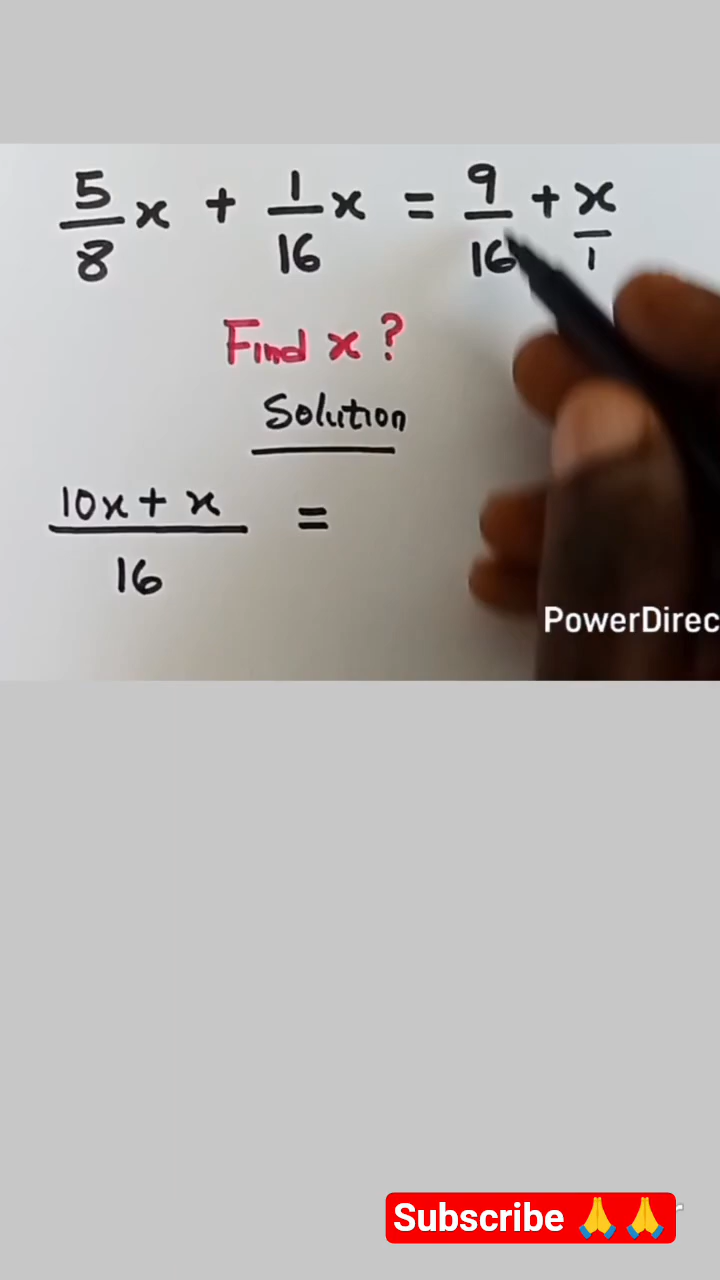 5/8 x + 1/16 x = 9/16 + x/1
Find x ?
Solution
10x + x / 16 =
PowerDirec
Subscribe 🙏 🙏